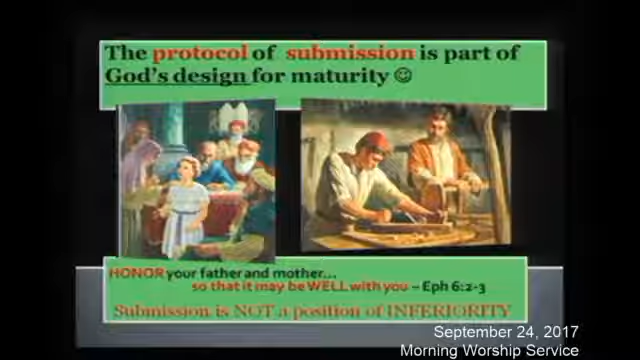 The protocol of submission is part of
God's design for maturity ☺
HONOR your father and mother...
so that it may be WELL with you – Eph 6:2-3
Submission is NOT a position of INFERIORITY
September 24, 2017
Morning Worship Service